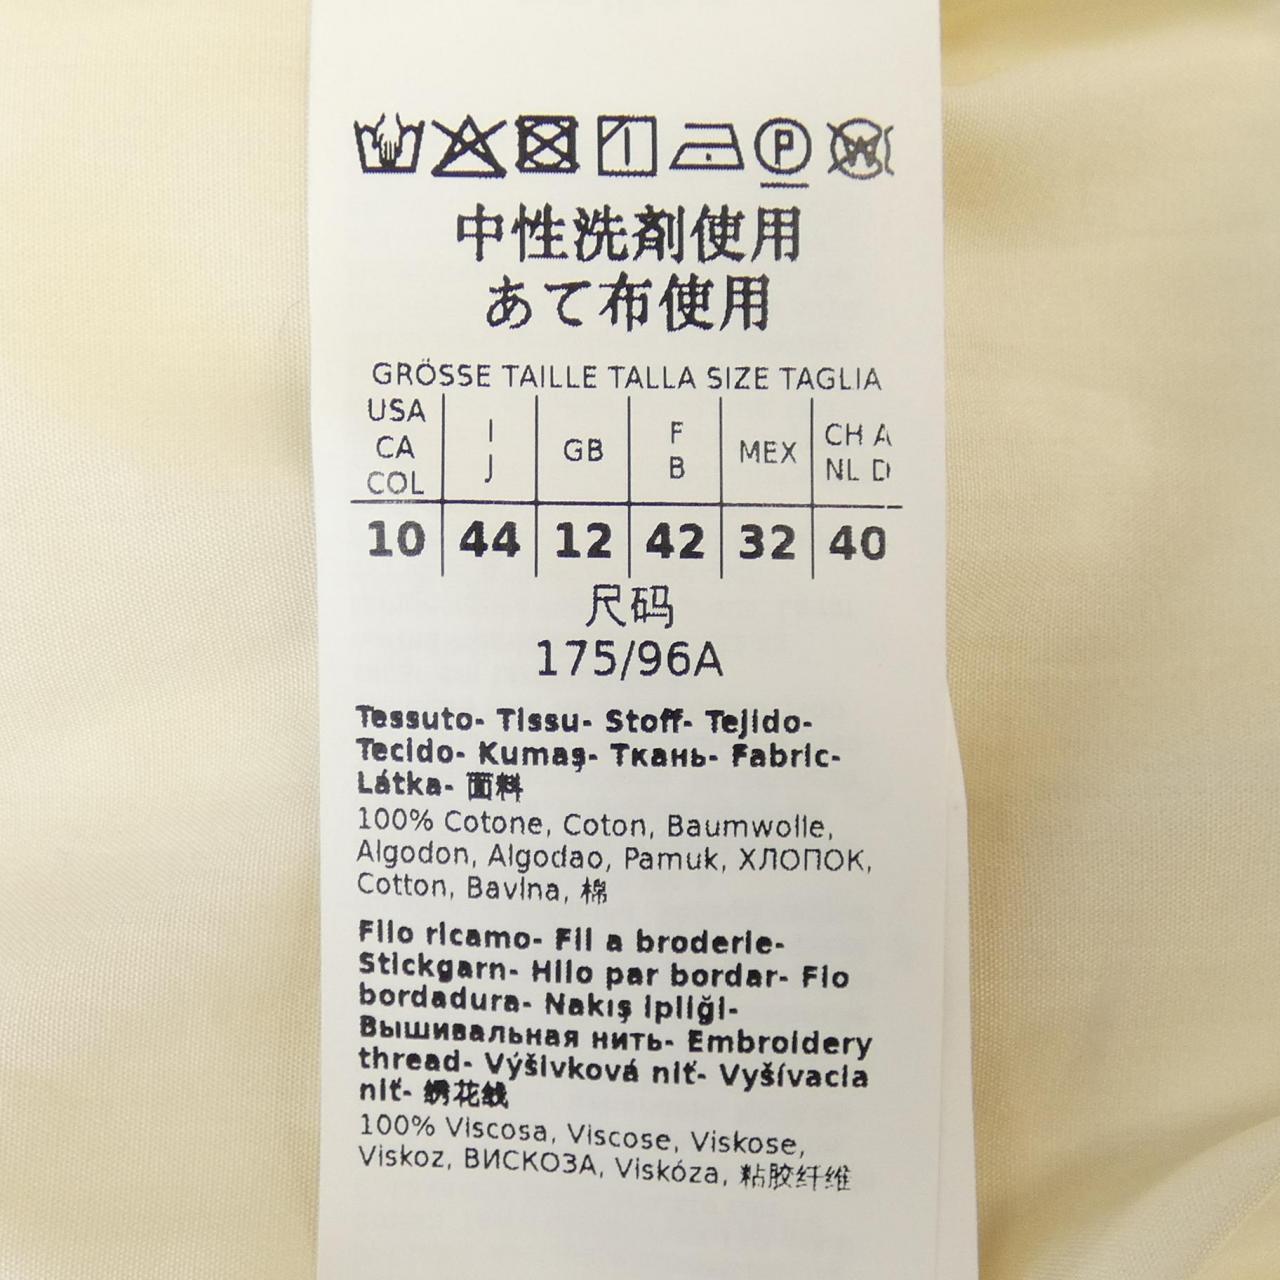 P W
中性洗剤使用
あて布使用
GRÖSSE TAILLE TALLA SIZE TAGLIA
USA CA COL | I J | GB | F B | MEX | CH A NL D
10 | 44 | 12 | 42 | 32 | 40
尺码
175/96A
Tessuto- Tissu- Stoff- Tejido-
Tecido- Kumaş- Ткань- Fabric-
Látka- 面料
100% Cotone, Coton, Baumwolle,
Algodon, Algodao, Pamuk, ХЛОПОК,
Cotton, Bavlna, 棉
Filo ricamo- Fil a broderie-
Stickgarn- Hilo par bordar- Fio
bordadura- Nakış ipliği-
Вышивальная нить- Embroidery
thread- Výšivková niť- Vyšívacia
niť- 绣花线
100% Viscosa, Viscose, Viskose,
Viskoz, ВИСКОЗА, Viskóza, 粘胶纤维